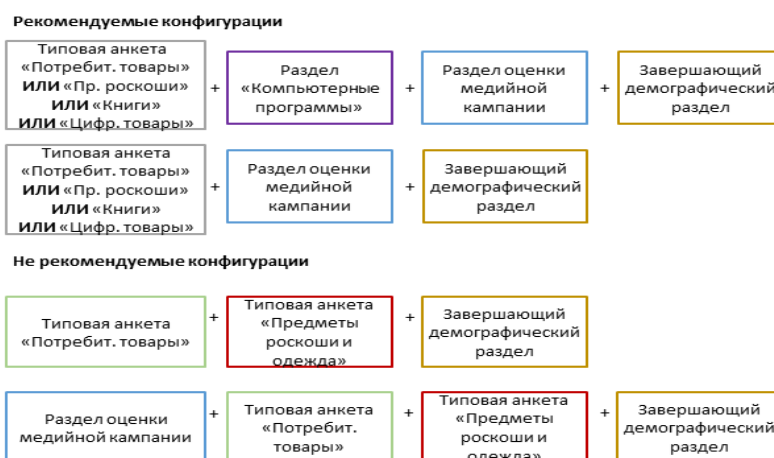 Рекомендуемые конфигурации
Типовая анкета
«Потребит. товары»
ИЛИ «Пр. роскоши»
ИЛИ «Книги»
ИЛИ «Цифр. товары»
+
Раздел
«Компьютерные
программы»
+
Раздел оценки
медийной
кампании
+
Завершающий
демографический
раздел
Типовая анкета
«Потребит. товары»
ИЛИ «Пр. роскоши»
ИЛИ «Книги»
ИЛИ «Цифр. товары»
+
Раздел оценки
медийной
кампании
+
Завершающий
демографический
раздел
Не рекомендуемые конфигурации
Типовая анкета
«Потребит. товары»
+
Типовая анкета
«Предметы
роскоши и
одежда»
+
Завершающий
демографический
раздел
Раздел оценки
медийной кампании
+
Типовая анкета
«Потребит.
товары»
+
Типовая анкета
«Предметы
роскоши и
одежда»
+
Завершающий
демографический
раздел